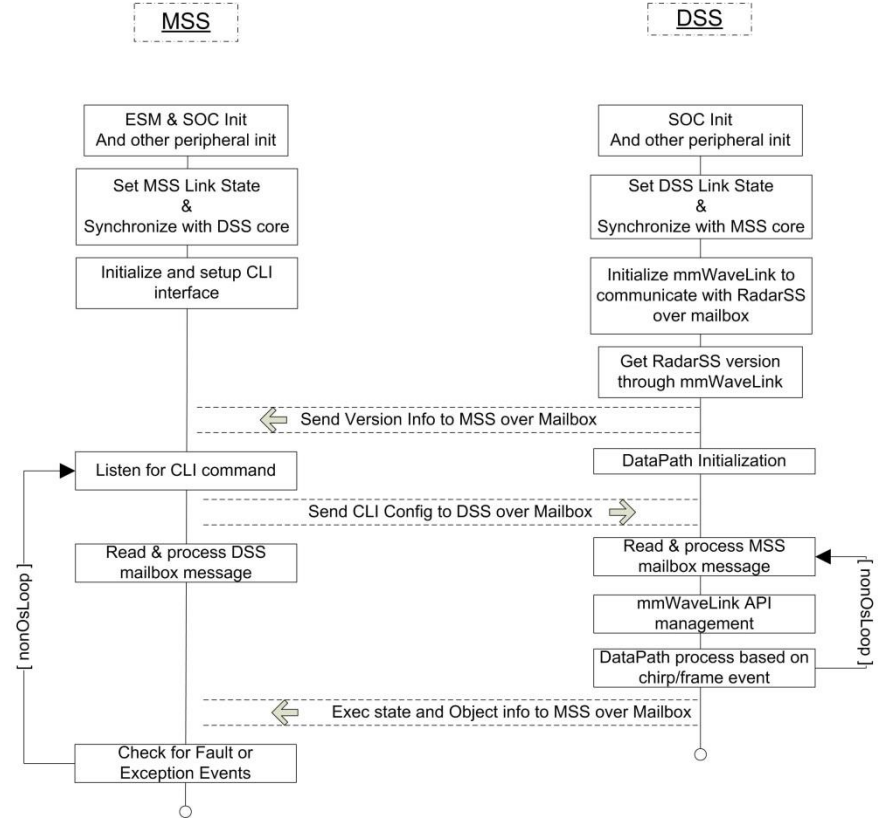 MSS
DSS
ESM & SOC Init
And other peripheral init
SOC Init
And other peripheral init
Set MSS Link State
&
Synchronize with DSS core
Set DSS Link State
&
Synchronize with MSS core
Initialize and setup CLI
interface
Initialize mmWaveLink to
communicate with RadarSS
over mailbox
Get RadarSS version
through mmWaveLink
Send Version Info to MSS over Mailbox
Listen for CLI command
DataPath Initialization
Send CLI Config to DSS over Mailbox
Read & process DSS
mailbox message
Read & process MSS
mailbox message
[ nonOsLoop ]
[ nonOsLoop ]
mmWaveLink API
management
DataPath process based on
chirp/frame event
Exec state and Object info to MSS over Mailbox
Check for Fault or
Exception Events